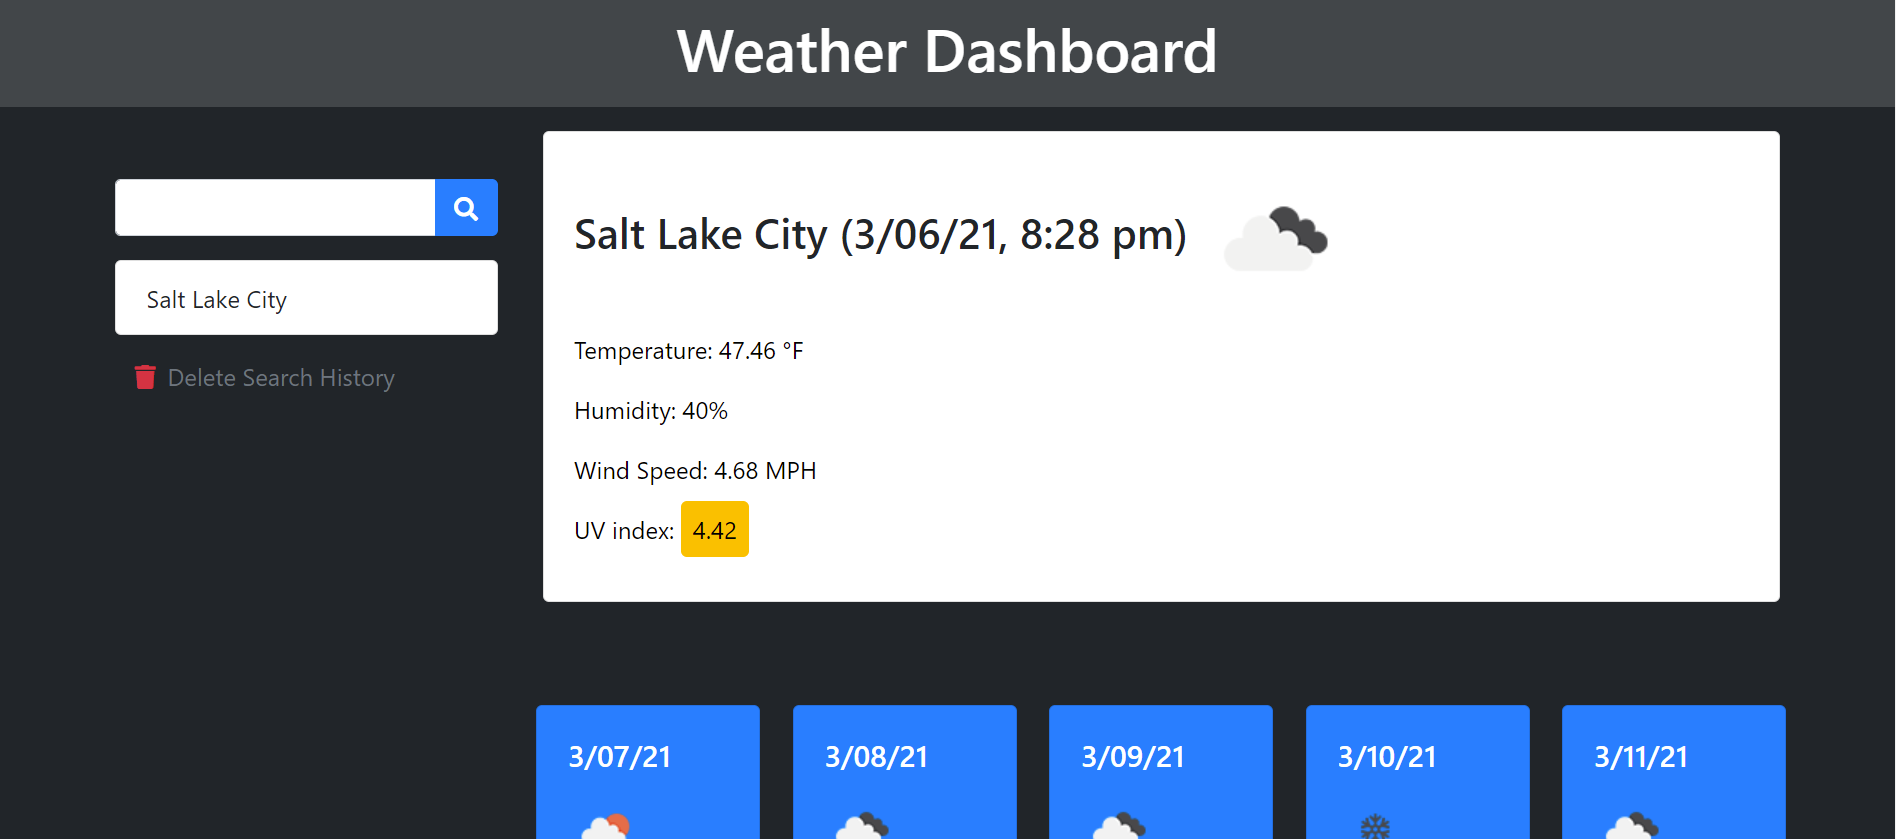 Weather Dashboard
Salt Lake City
Delete Search History
Salt Lake City (3/06/21, 8:28 pm)
Temperature: 47.46 °F
Humidity: 40%
Wind Speed: 4.68 MPH
UV index: 4.42
3/07/21
3/08/21
3/09/21
3/10/21
3/11/21